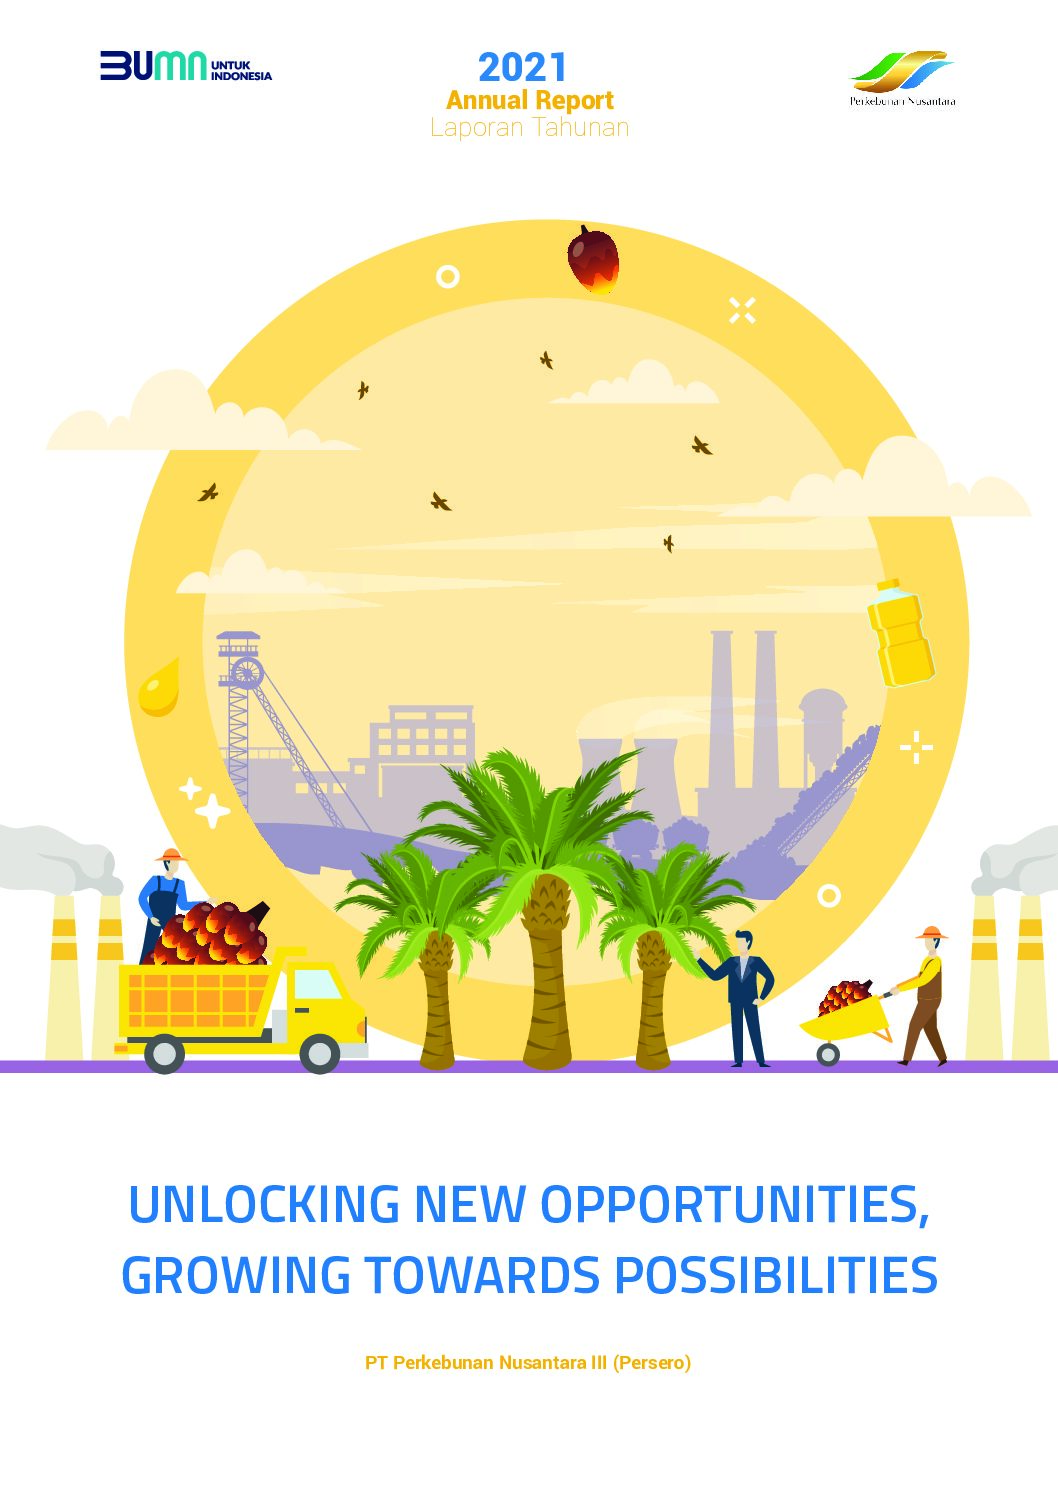 BUMN UNTUK
INDONESIA
2021
Annual Report
Laporan Tahunan
Perkebunan Nusantara
UNLOCKING NEW OPPORTUNITIES,
GROWING TOWARDS POSSIBILITIES
PT Perkebunan Nusantara III (Persero)